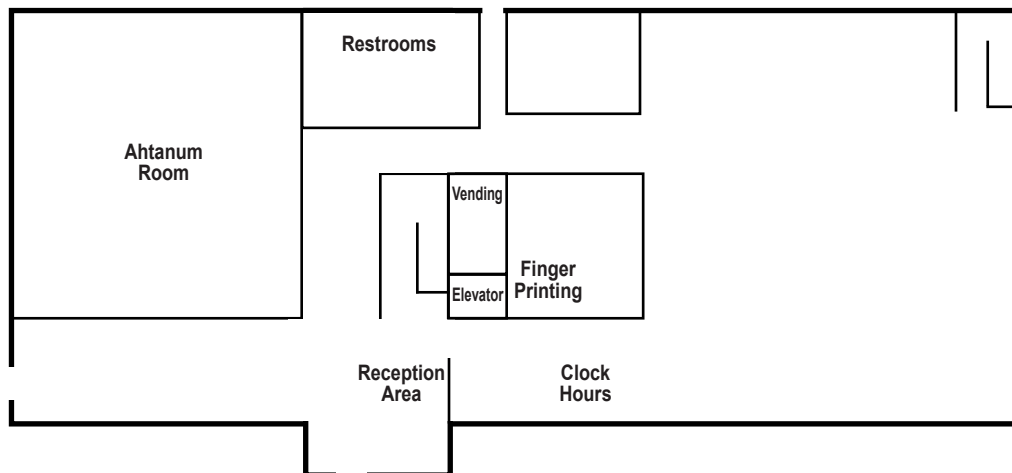 Restrooms
Ahtanum
Room
Vending
Finger
Printing
Elevator
Reception
Area
Clock
Hours